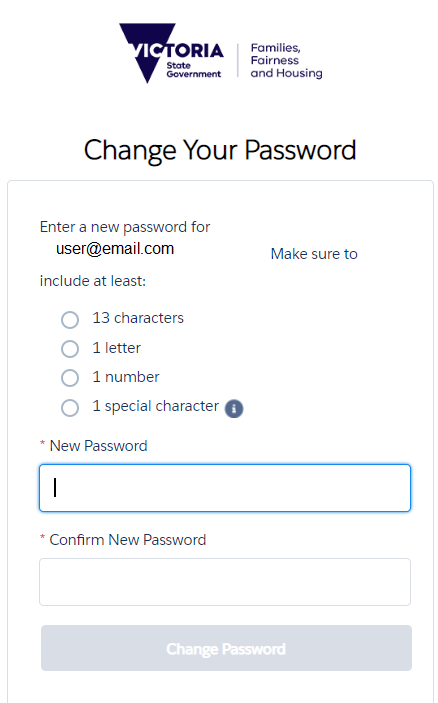 VICTORIA
State
Government
Families,
Fairness
and Housing
Change Your Password
Enter a new password for
user@email.com
Make sure to
include at least:
13 characters
1 letter
1 number
1 special character i
* New Password
* Confirm New Password
Change Password